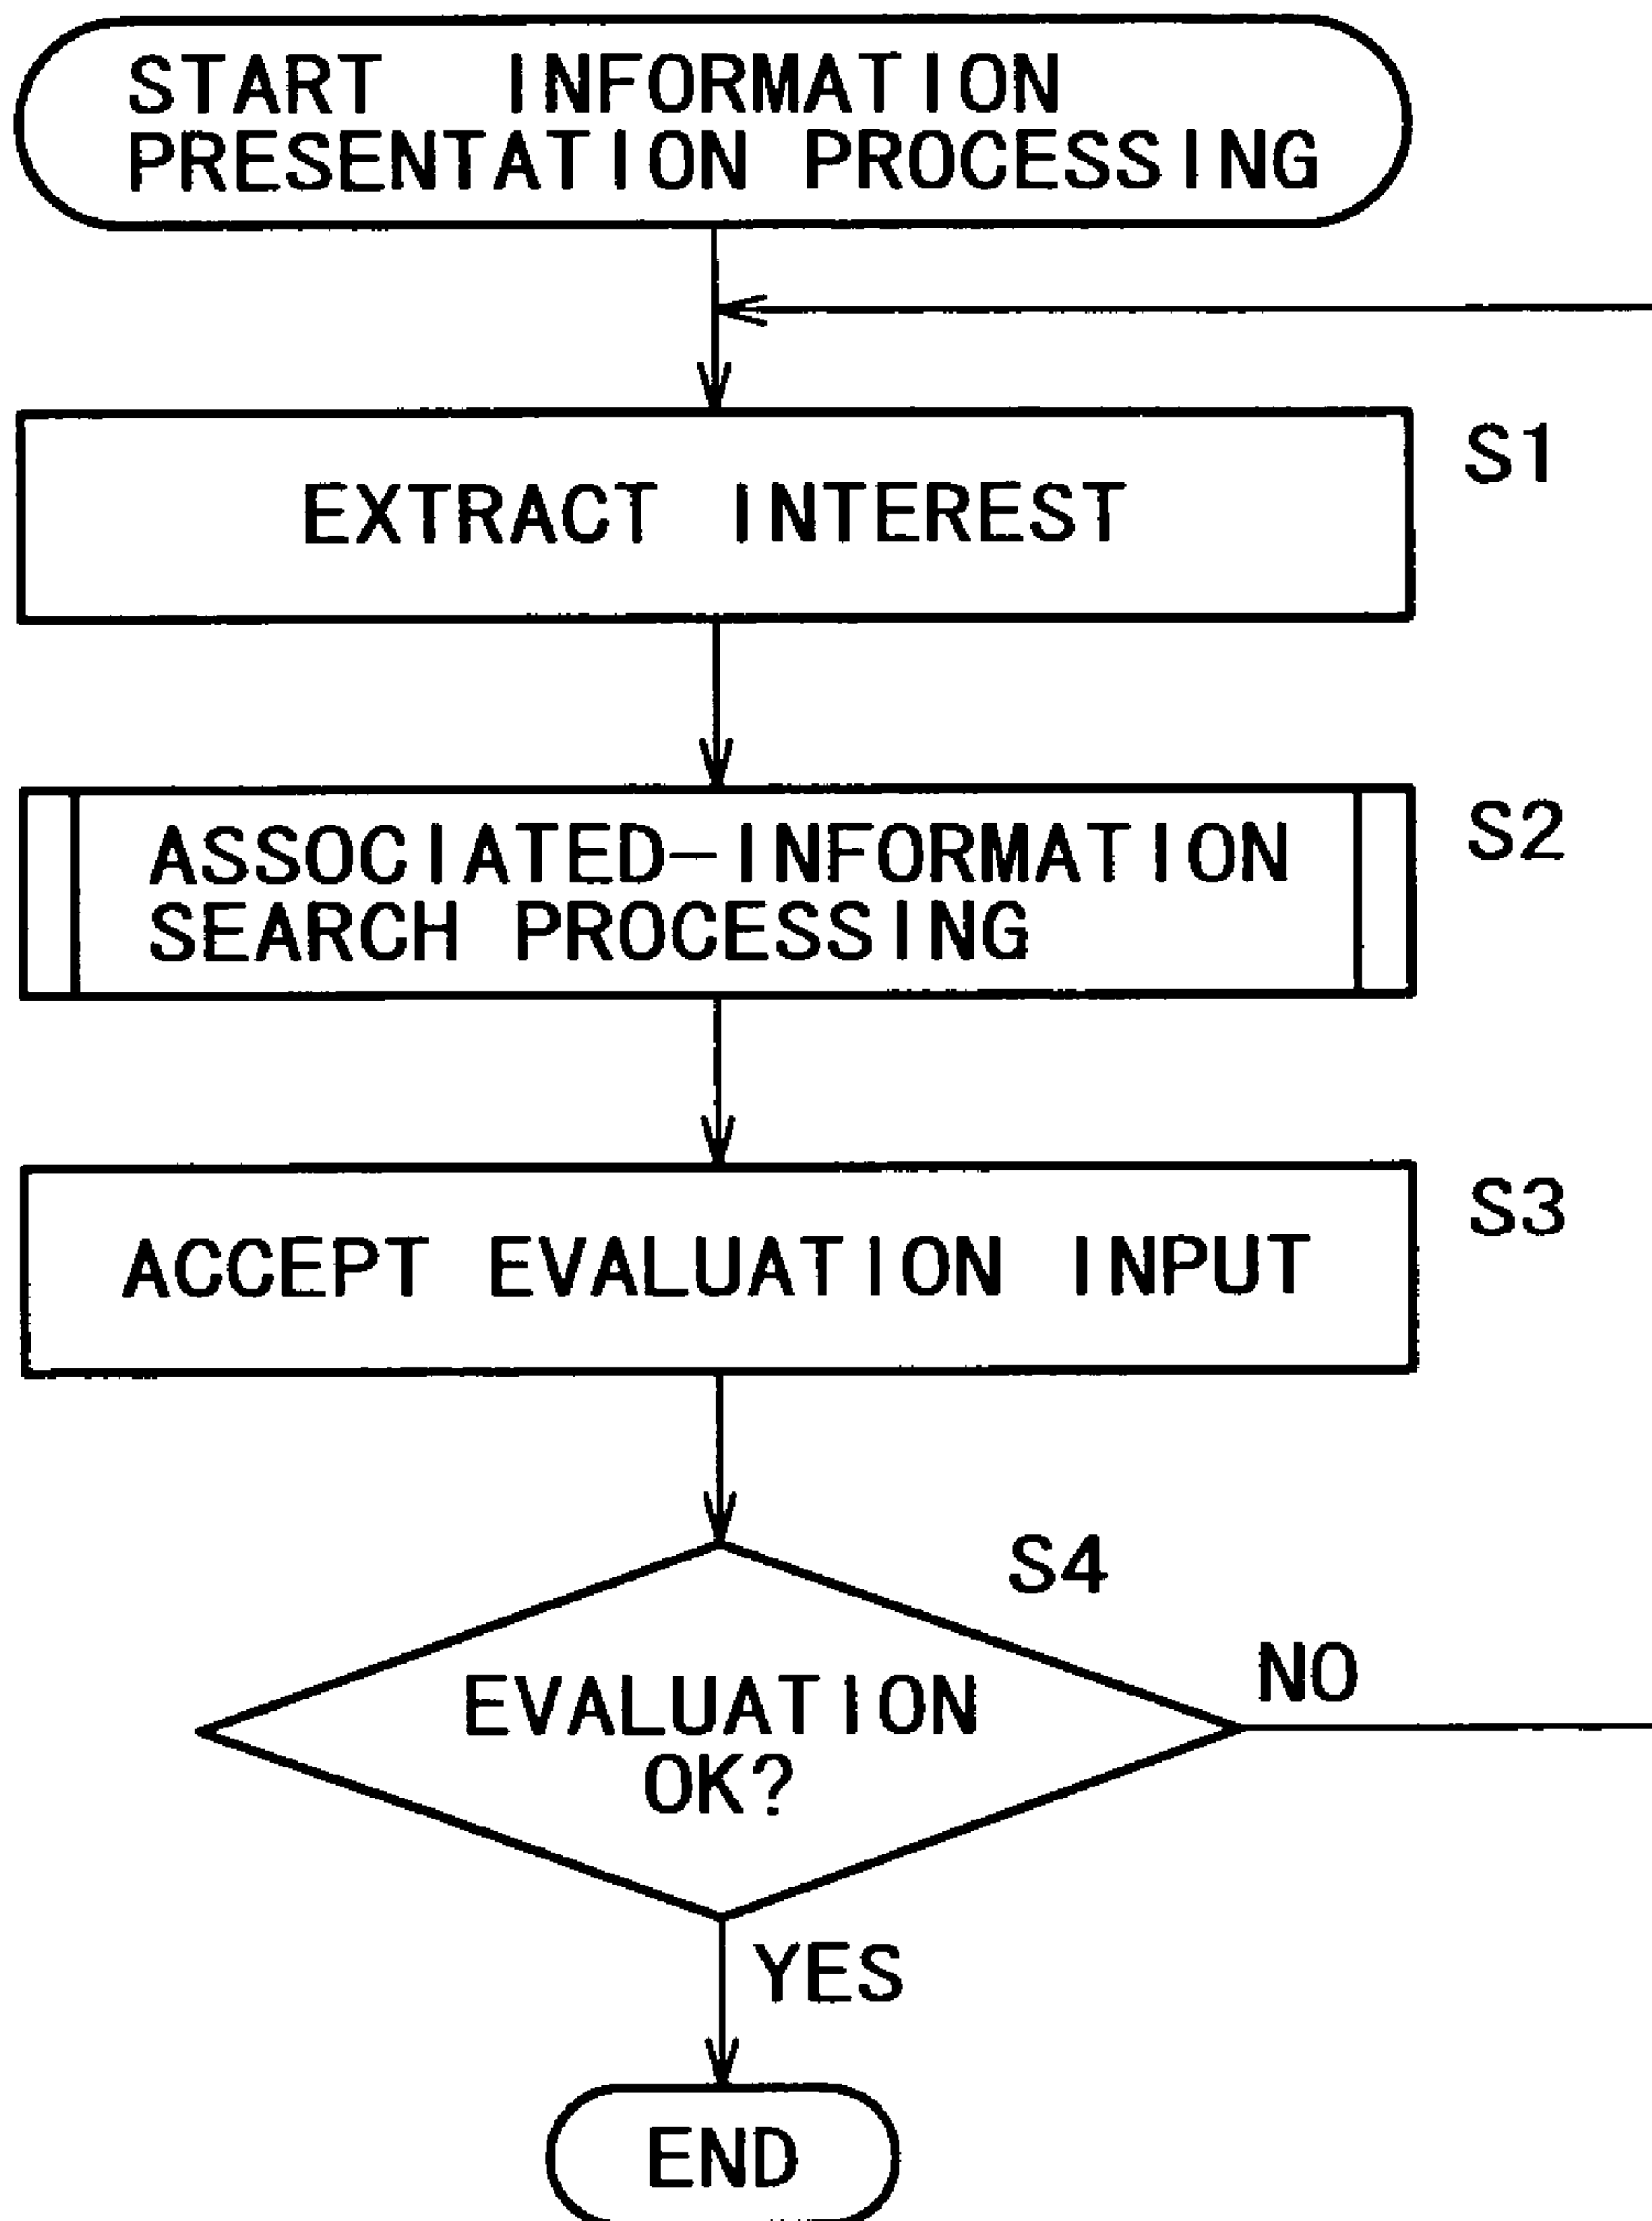 START INFORMATION
PRESENTATION PROCESSING
EXTRACT INTEREST
S1
ASSOCIATED-INFORMATION
SEARCH PROCESSING
S2
ACCEPT EVALUATION INPUT
S3
S4
EVALUATION
OK?
NO
YES
END